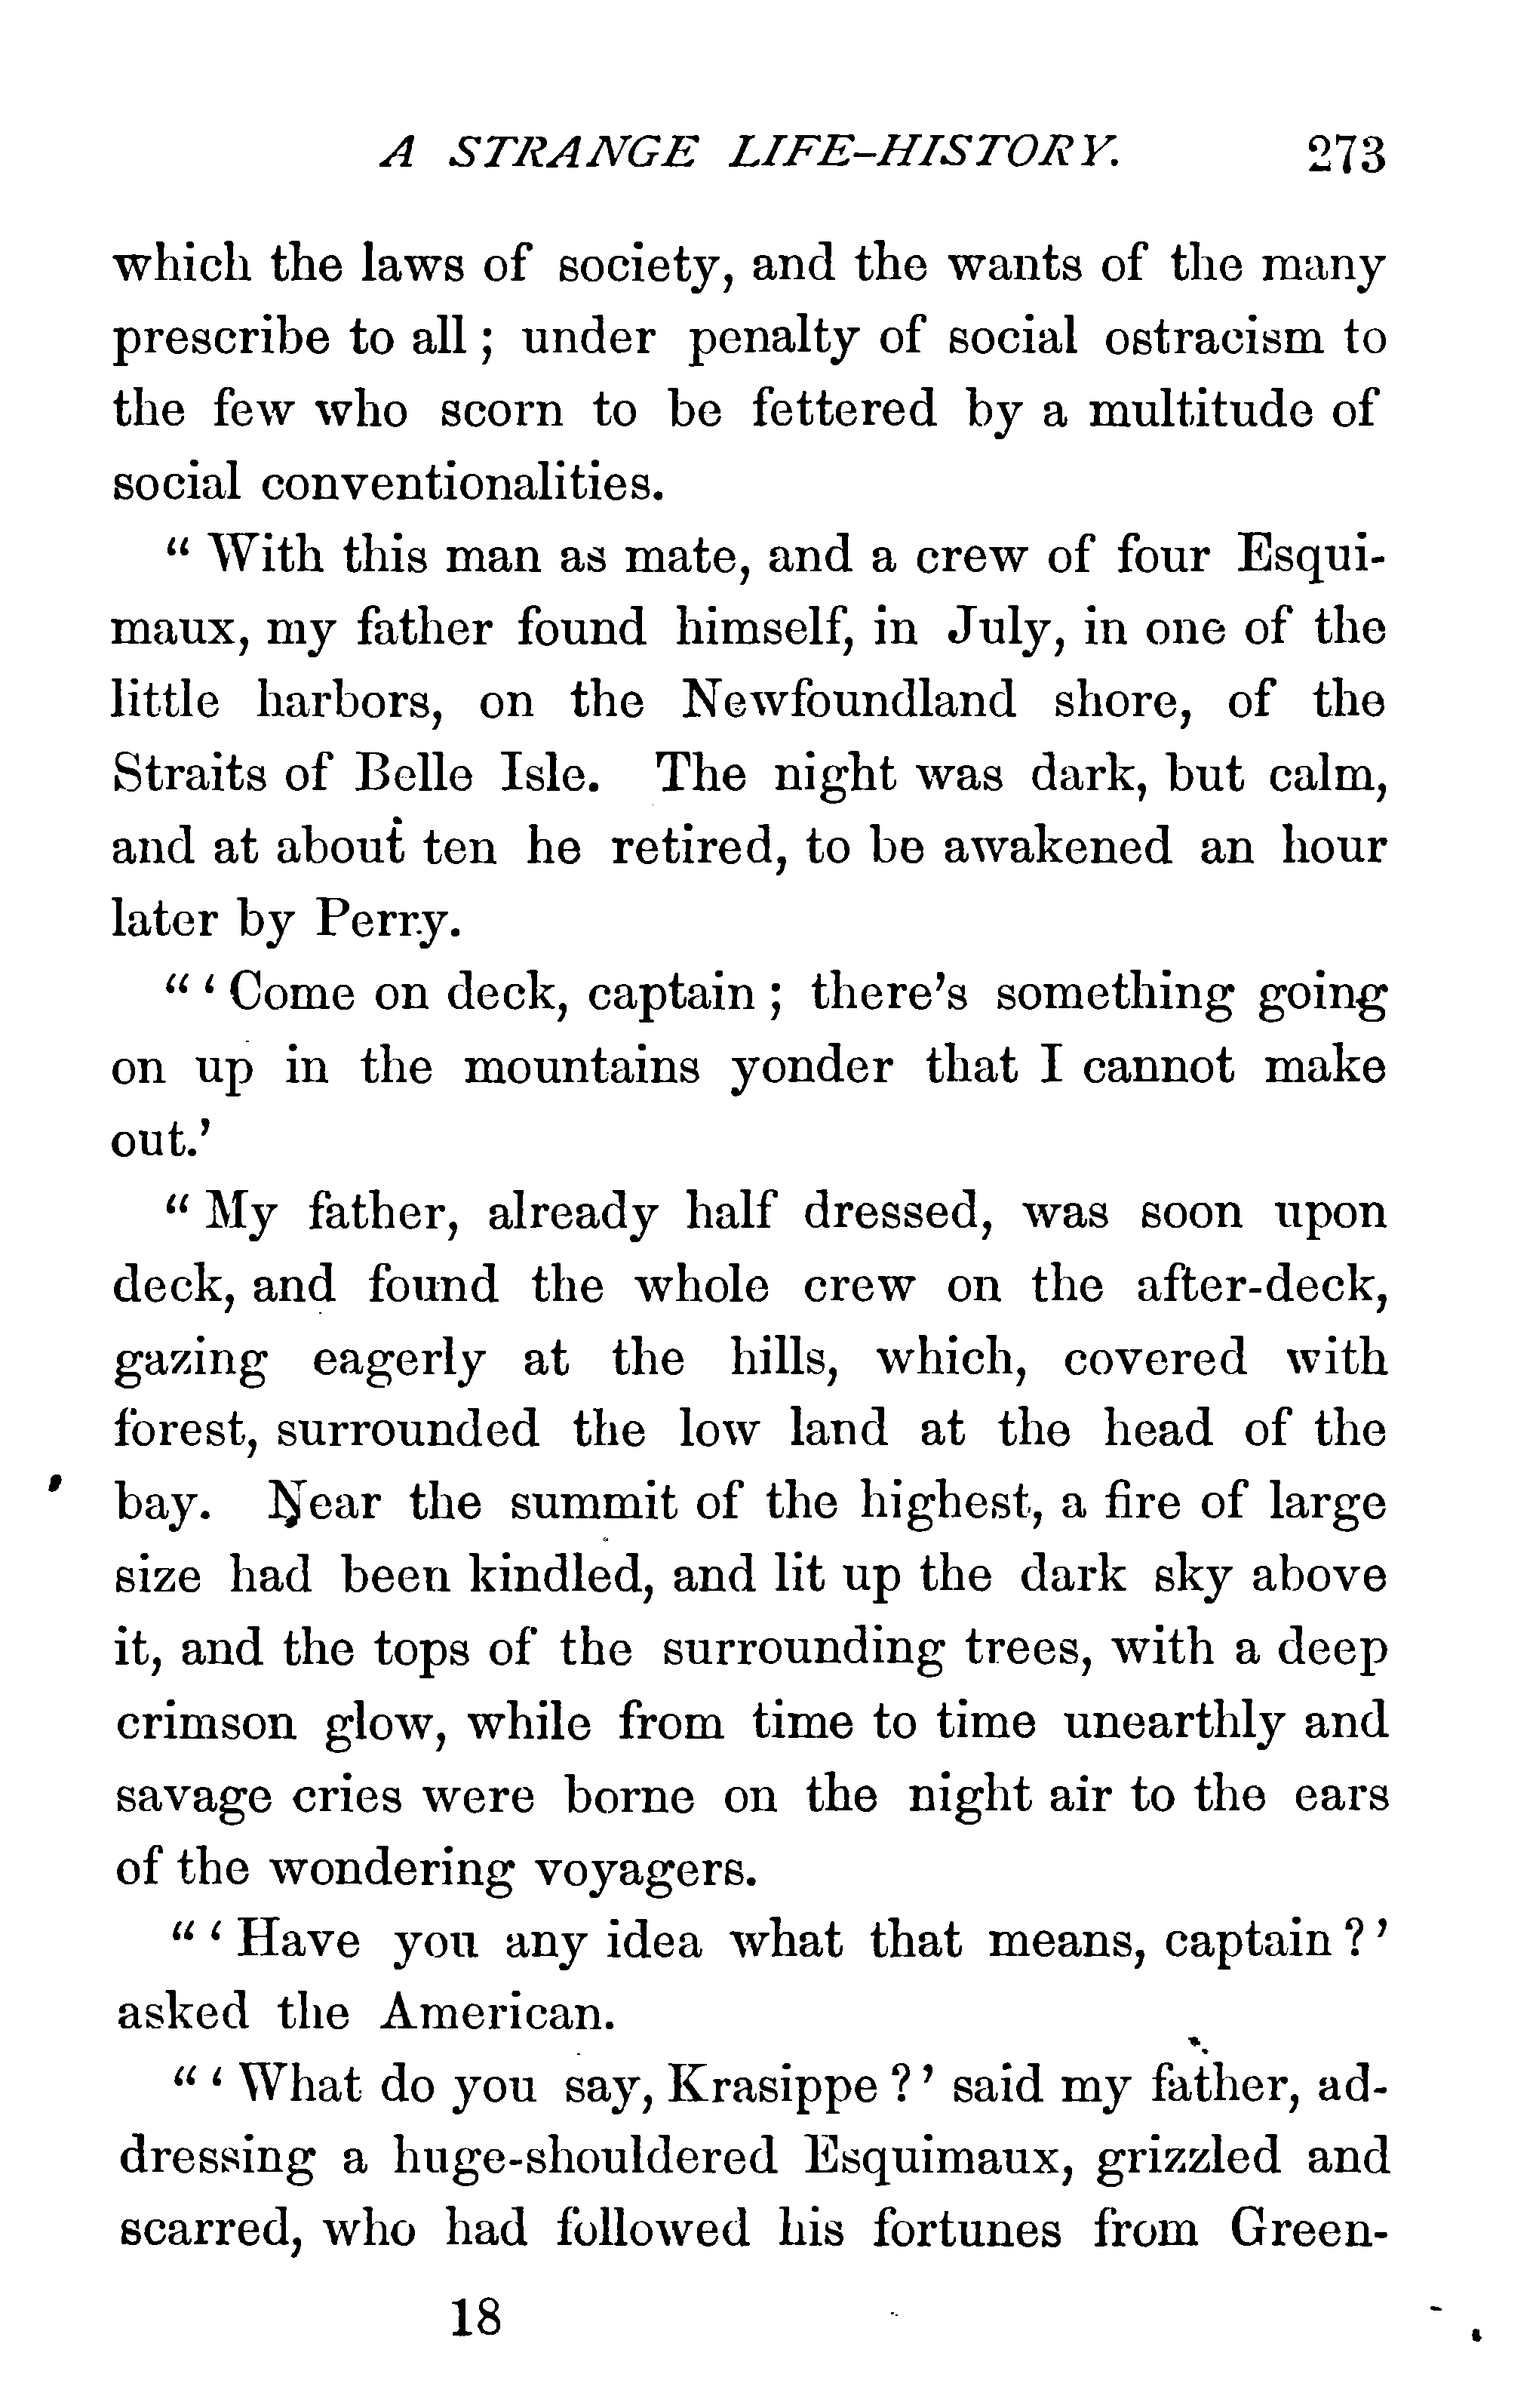 A STRANGE LIFE-HISTORY. 273
which the laws of society, and the wants of the many
prescribe to all ; under penalty of social ostracism to
the few who scorn to be fettered by a multitude of
social conventionalities.
" With this man as mate, and a crew of four Esqui-
maux, my father found himself, in July, in one of the
little harbors, on the Newfoundland shore, of the
Straits of Belle Isle. The night was dark, but calm,
and at about ten he retired, to be awakened an hour
later by Perry.
" ' Come on deck, captain ; there's something going
on up in the mountains yonder that I cannot make
out.'
" My father, already half dressed, was soon upon
deck, and found the whole crew on the after-deck,
gazing eagerly at the hills, which, covered with
forest, surrounded the low land at the head of the
bay. Near the summit of the highest, a fire of large
size had been kindled, and lit up the dark sky above
it, and the tops of the surrounding trees, with a deep
crimson glow, while from time to time unearthly and
savage cries were borne on the night air to the ears
of the wondering voyagers.
" ' Have you any idea what that means, captain ? '
asked the American.
" ' What do you say, Krasippe ? ' said my father, ad-
dressing a huge-shouldered Esquimaux, grizzled and
scarred, who had followed his fortunes from Green-
18